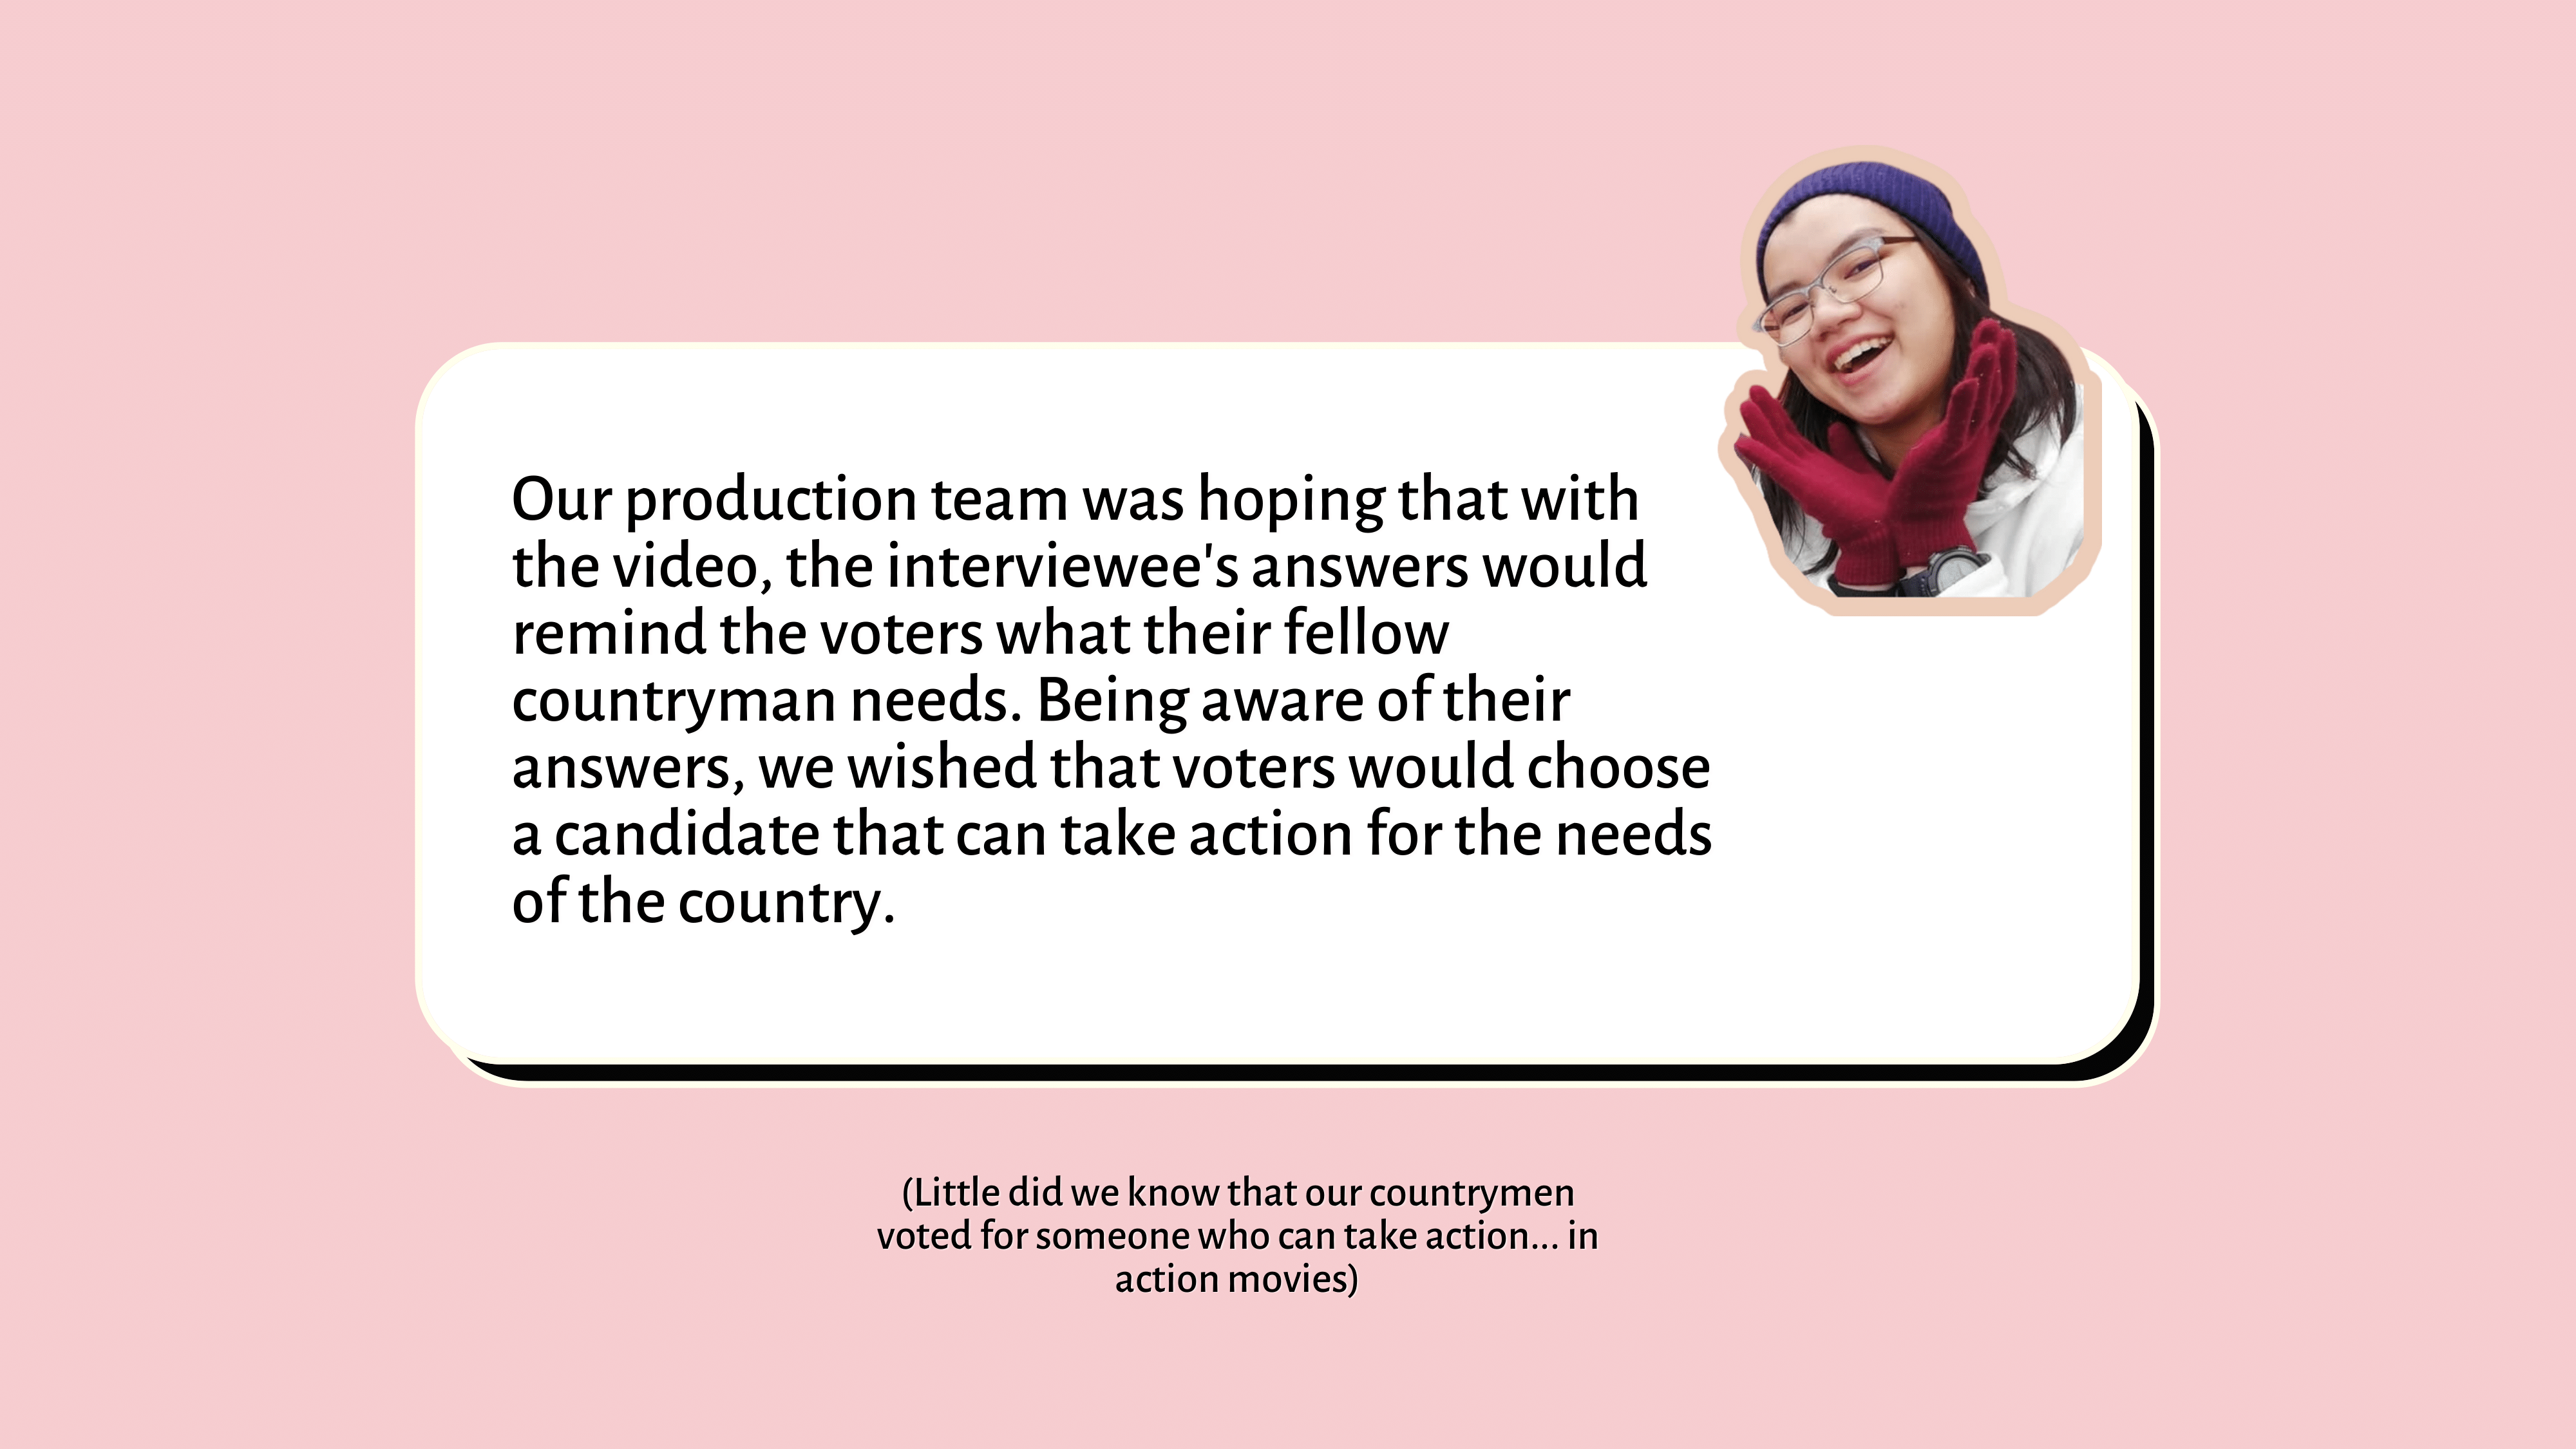 Our production team was hoping that with
the video, the interviewee's answers would
remind the voters what their fellow
countryman needs. Being aware of their
answers, we wished that voters would choose
a candidate that can take action for the needs
of the country.
(Little did we know that our countrymen
voted for someone who can take action... in
action movies)